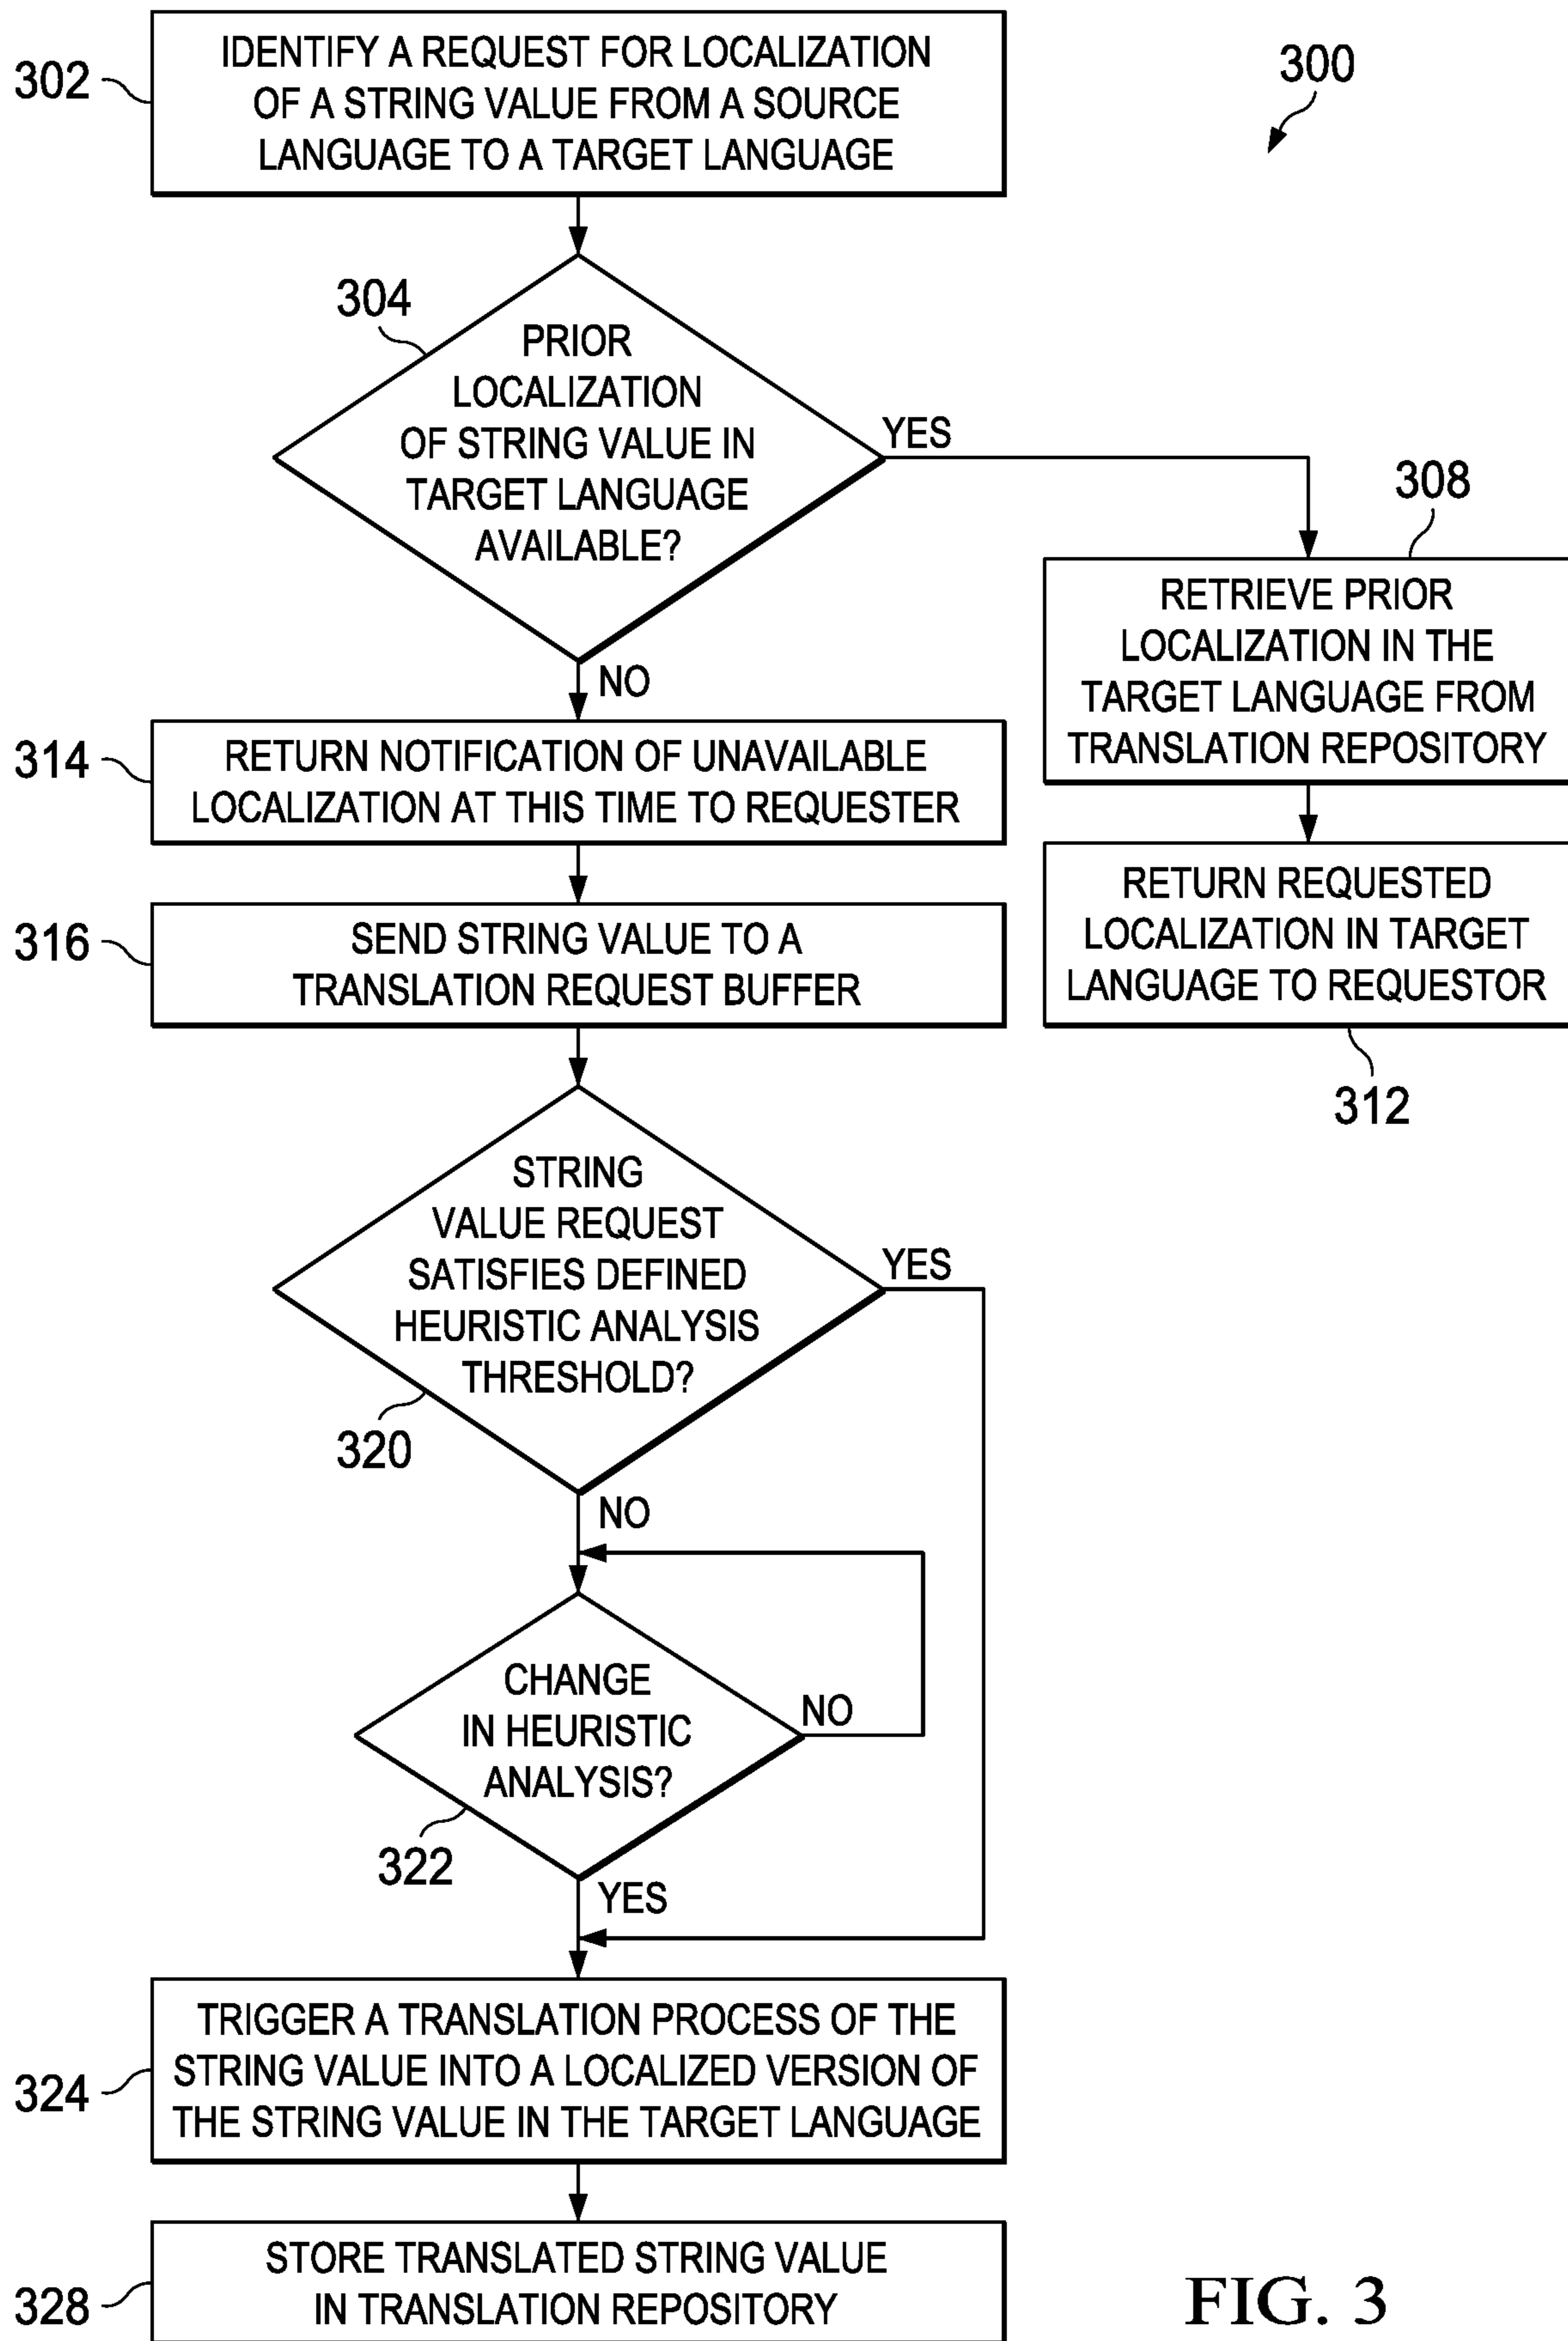 302
IDENTIFY A REQUEST FOR LOCALIZATION
OF A STRING VALUE FROM A SOURCE
LANGUAGE TO A TARGET LANGUAGE
300
304
PRIOR
LOCALIZATION
OF STRING VALUE IN
TARGET LANGUAGE
AVAILABLE?
YES
NO
308
RETRIEVE PRIOR
LOCALIZATION IN THE
TARGET LANGUAGE FROM
TRANSLATION REPOSITORY
RETURN REQUESTED
LOCALIZATION IN TARGET
LANGUAGE TO REQUESTOR
312
314
RETURN NOTIFICATION OF UNAVAILABLE
LOCALIZATION AT THIS TIME TO REQUESTER
316
SEND STRING VALUE TO A
TRANSLATION REQUEST BUFFER
STRING
VALUE REQUEST
SATISFIES DEFINED
HEURISTIC ANALYSIS
THRESHOLD?
YES
320
NO
CHANGE
IN HEURISTIC
ANALYSIS?
NO
322
YES
324
TRIGGER A TRANSLATION PROCESS OF THE
STRING VALUE INTO A LOCALIZED VERSION OF
THE STRING VALUE IN THE TARGET LANGUAGE
328
STORE TRANSLATED STRING VALUE
IN TRANSLATION REPOSITORY
FIG. 3